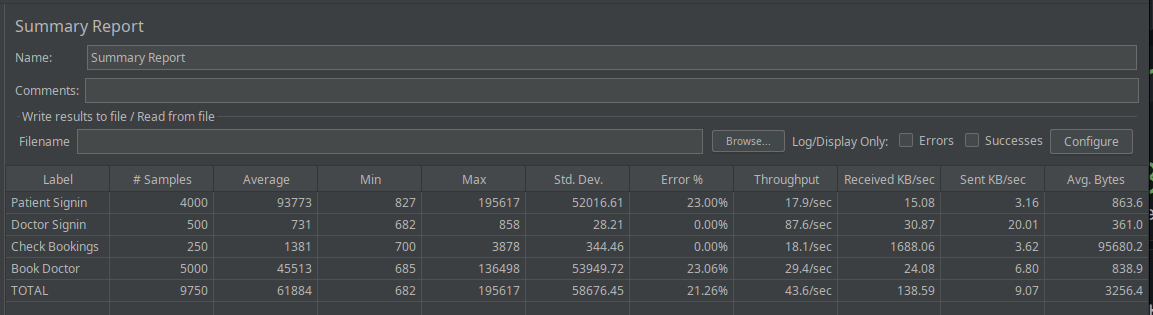 Summary Report
Name: Summary Report
Comments:
Write results to file / Read from file
Filename Browse... Log/Display Only: Errors Successes Configure
Label # Samples Average Min Max Std. Dev. Error % Throughput Received KB/sec Sent KB/sec Avg. Bytes
Patient Signin 4000 93773 827 195617 52016.61 23.00% 17.9/sec 15.08 3.16 863.6
Doctor Signin 500 731 682 858 28.21 0.00% 87.6/sec 30.87 20.01 361.0
Check Bookings 250 1381 700 3878 344.46 0.00% 18.1/sec 1688.06 3.62 95680.2
Book Doctor 5000 45513 685 136498 53949.72 23.06% 29.4/sec 24.08 6.80 838.9
TOTAL 9750 61884 682 195617 58676.45 21.26% 43.6/sec 138.59 9.07 3256.4